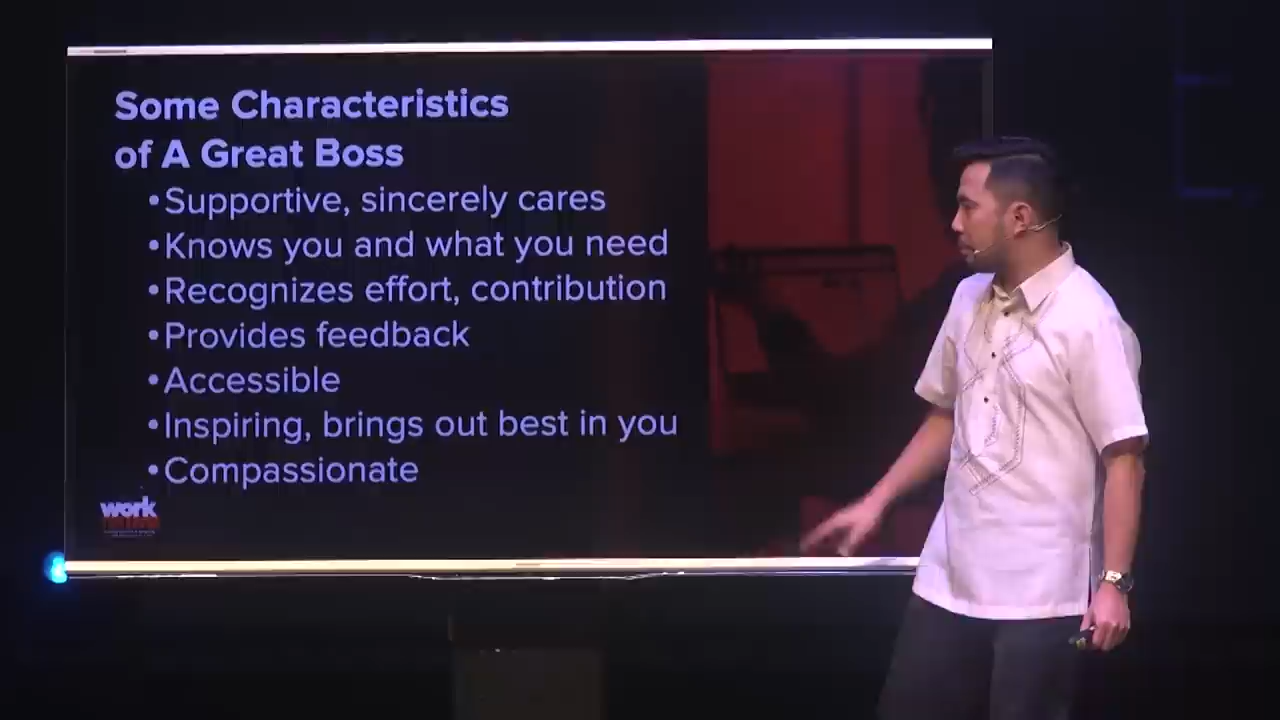 Some Characteristics
of A Great Boss
•Supportive, sincerely cares
•Knows you and what you need
•Recognizes effort, contribution
•Provides feedback
•Accessible
•Inspiring, brings out best in you
•Compassionate
work